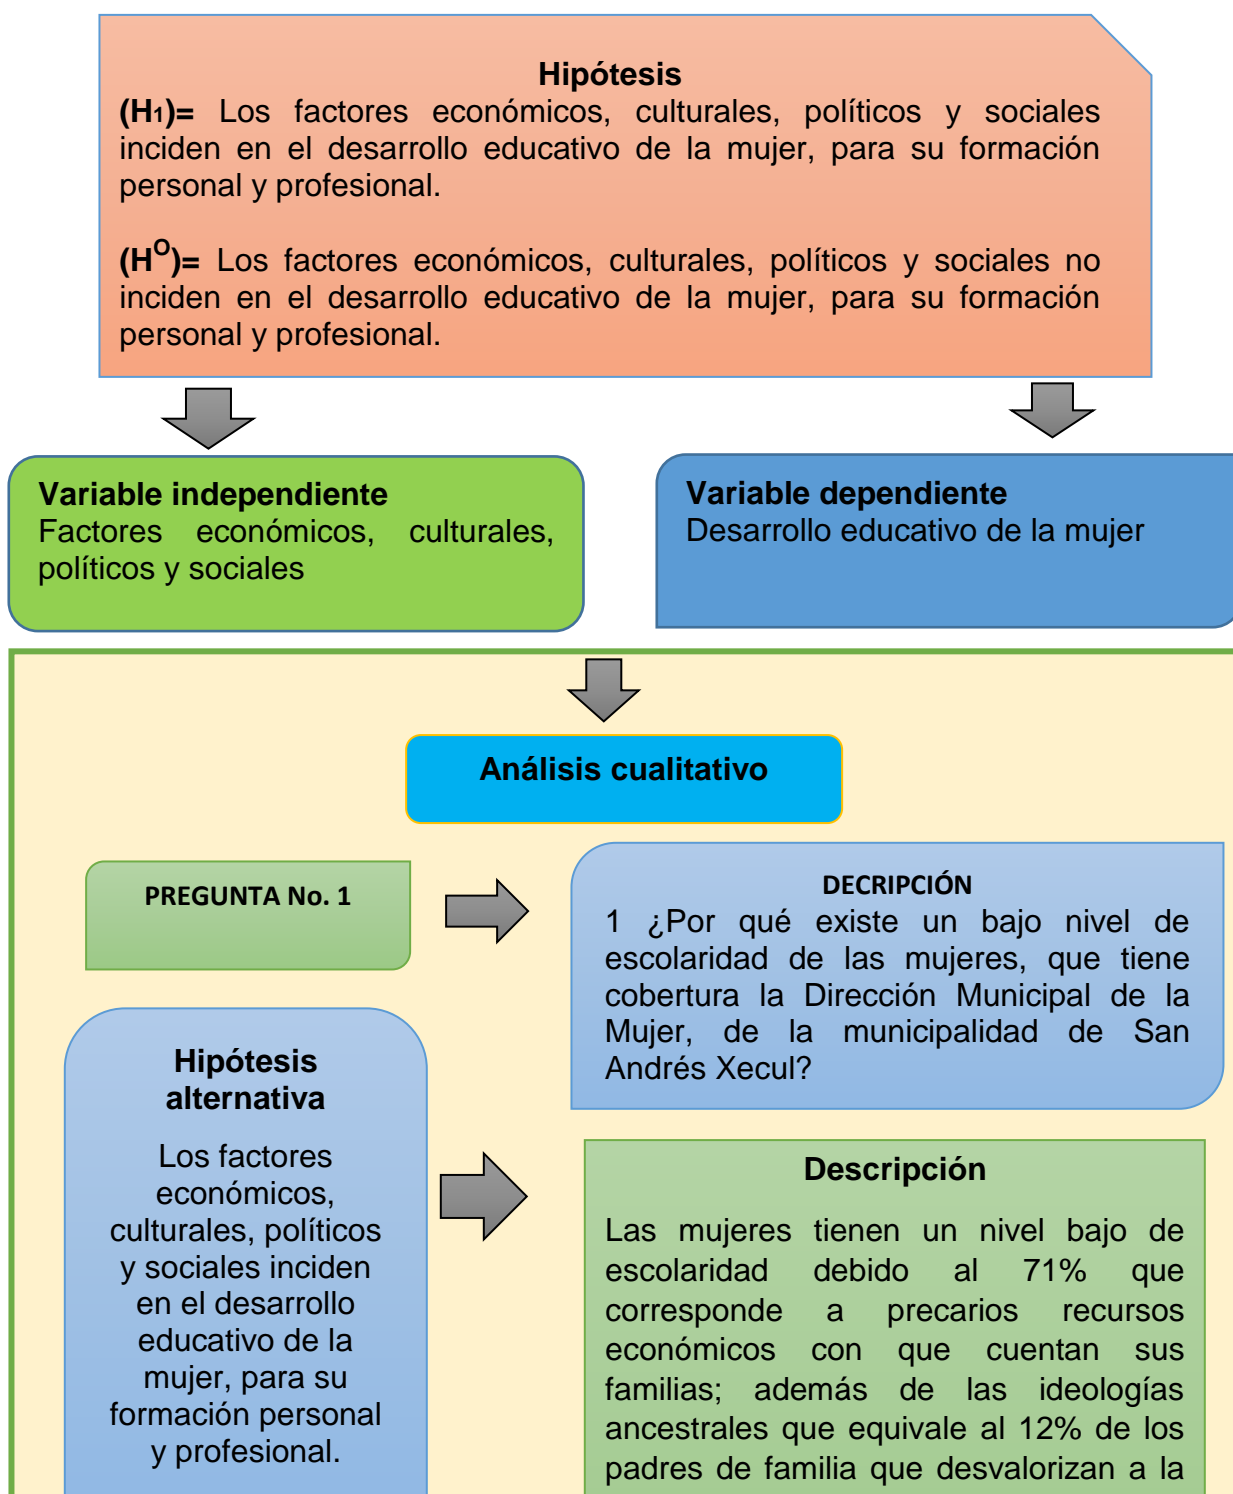 Hipótesis
(H1)= Los factores económicos, culturales, políticos y sociales
inciden en el desarrollo educativo de la mujer, para su formación
personal y profesional.
(HO)= Los factores económicos, culturales, políticos y sociales no
inciden en el desarrollo educativo de la mujer, para su formación
personal y profesional.
Variable independiente
Factores económicos, culturales,
políticos y sociales
Variable dependiente
Desarrollo educativo de la mujer
Análisis cualitativo
PREGUNTA No. 1
DECRIPCIÓN
1 ¿Por qué existe un bajo nivel de
escolaridad de las mujeres, que tiene
cobertura la Dirección Municipal de la
Mujer, de la municipalidad de San
Andrés Xecul?
Hipótesis
alternativa
Los factores
económicos,
culturales, políticos
y sociales inciden
en el desarrollo
educativo de la
mujer, para su
formación personal
y profesional.
Descripción
Las mujeres tienen un nivel bajo de
escolaridad debido al 71% que
corresponde a precarios recursos
económicos con que cuentan sus
familias; además de las ideologías
ancestrales que equivale al 12% de los
padres de familia que desvalorizan a la